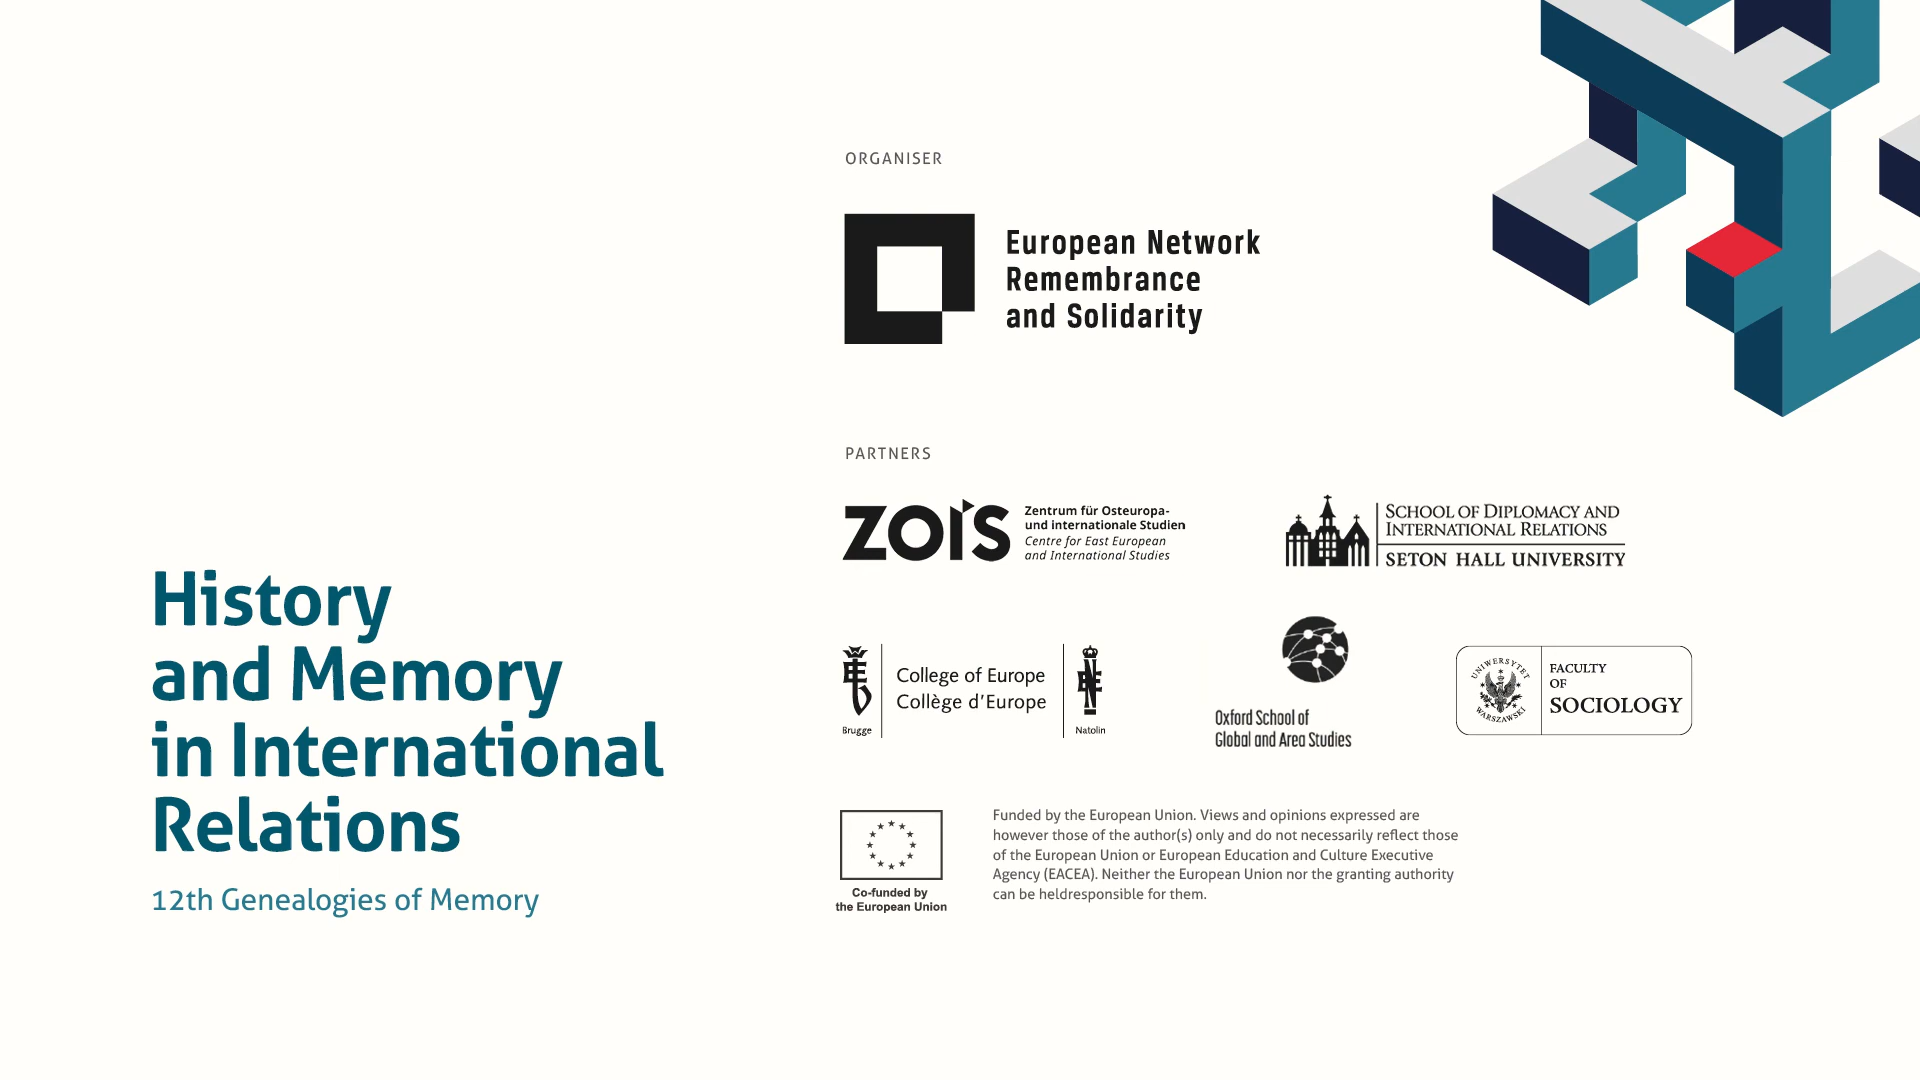 History
and Memory
in International
Relations
12th Genealogies of Memory
ORGANISER
European Network
Remembrance
and Solidarity
PARTNERS
ZOiS
Zentrum für Osteuropa-
und internationale Studien
Centre for East European
and International Studies
SCHOOL OF DIPLOMACY AND
INTERNATIONAL RELATIONS
SETON HALL UNIVERSITY
Brugge
College of Europe
Collège d'Europe
Natolin
Oxford School of
Global and Area Studies
UNIWERSYTET
WARSZAWSKI
FACULTY
OF
SOCIOLOGY
Co-funded by
the European Union
Funded by the European Union. Views and opinions expressed are
however those of the author(s) only and do not necessarily reflect those
of the European Union or European Education and Culture Executive
Agency (EACEA). Neither the European Union nor the granting authority
can be heldresponsible for them.